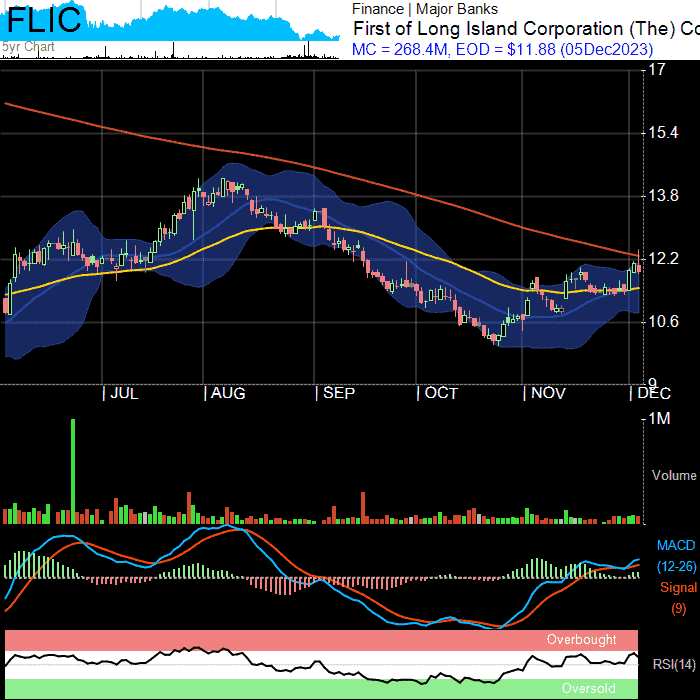 FLIC
5yr Chart
Finance | Major Banks
First of Long Island Corporation (The) Co
MC = 268.4M, EOD = $11.88 (05Dec2023)
17
15.4
13.8
12.2
10.6
9
JUL AUG SEP OCT NOV DEC
1M
Volume
MACD
(12-26)
Signal
(9)
Overbought
RSI(14)
Oversold